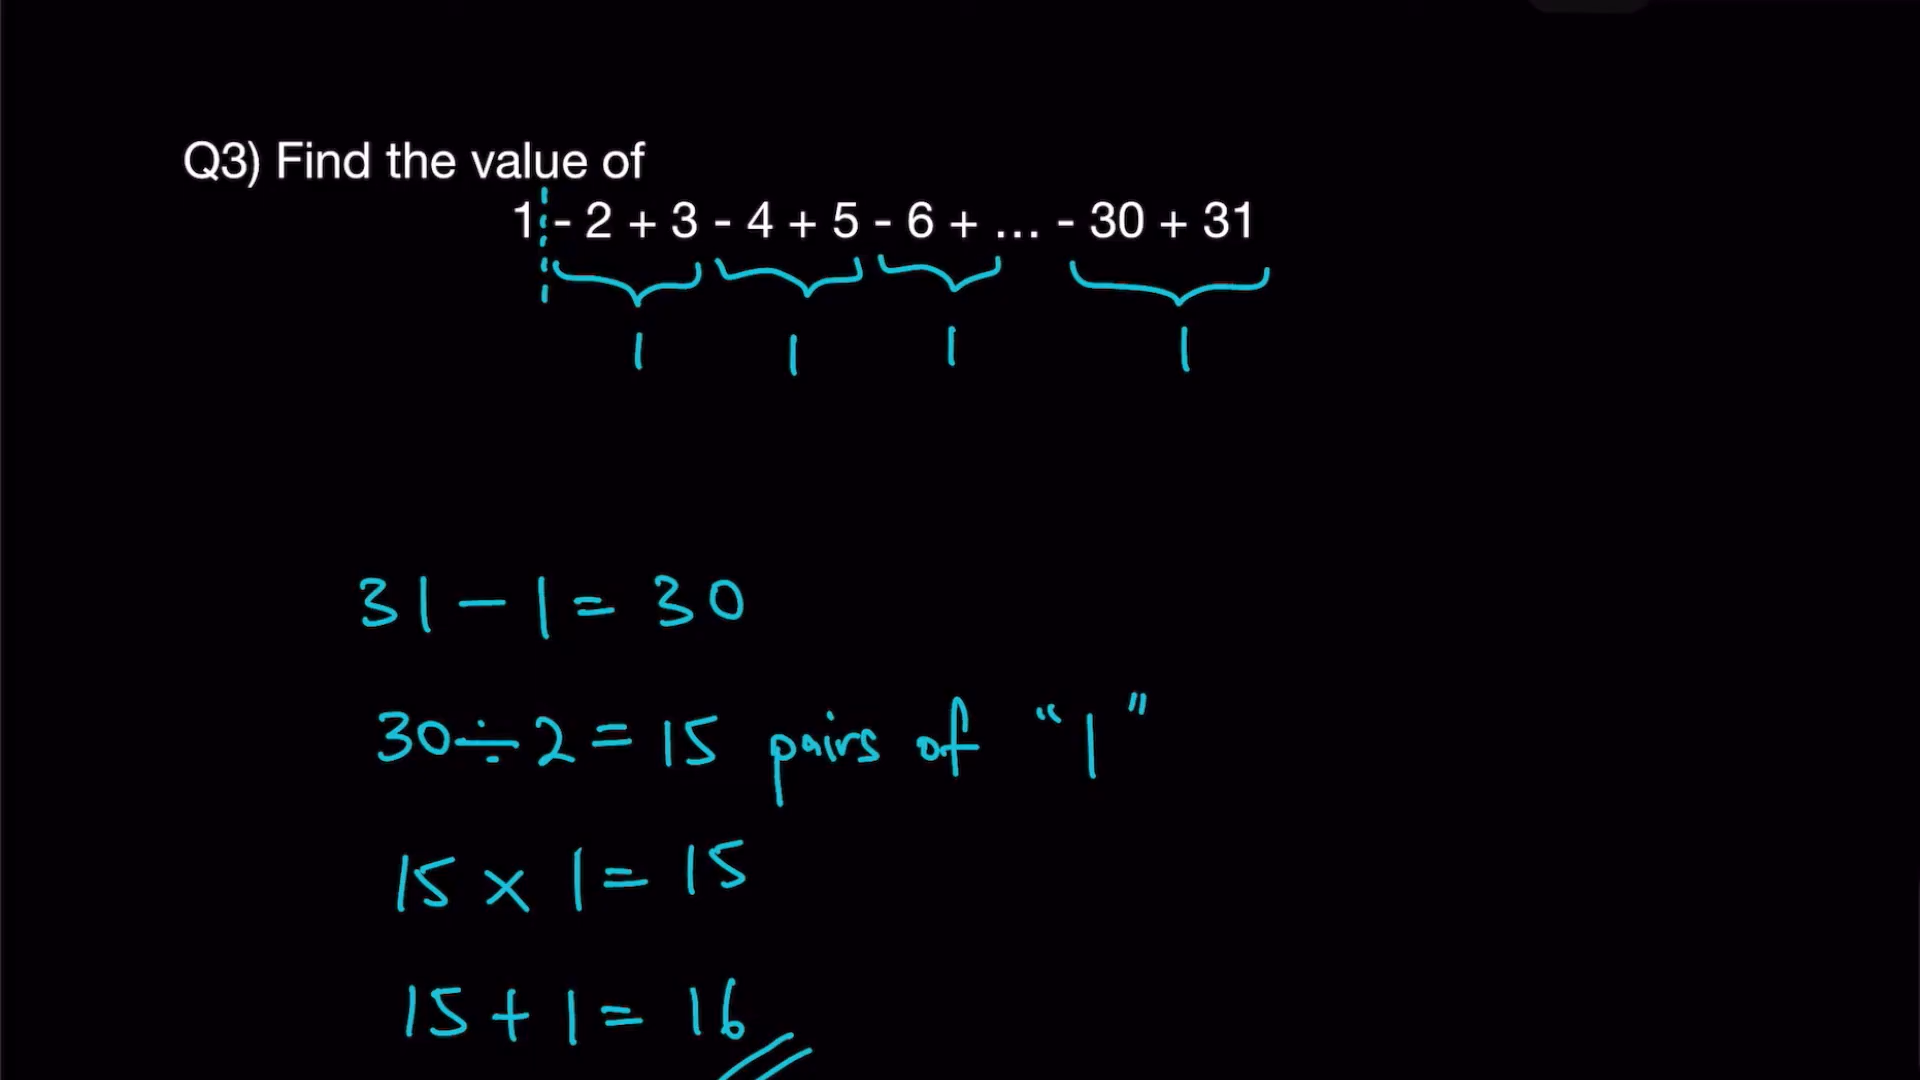 Q3) Find the value of
1 - 2 + 3 - 4 + 5 - 6 + ... - 30 + 31
1 1 1 1
31 - 1 = 30
30 ÷ 2 = 15 pairs of "1"
15 × 1 = 15
15 + 1 = 16